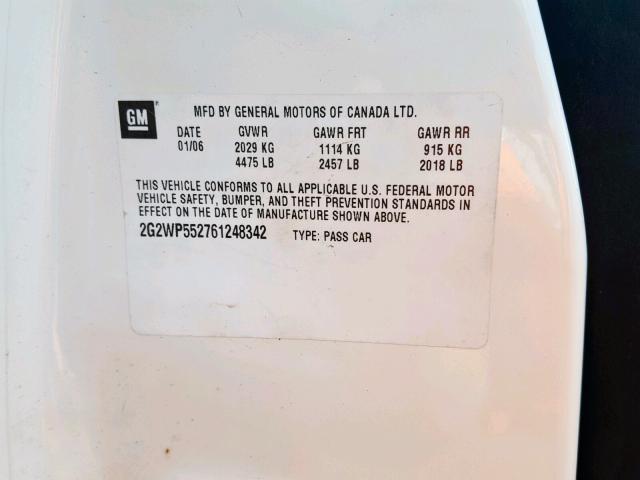 GM
MFD BY GENERAL MOTORS OF CANADA LTD.
DATE GVWR GAWR FRT GAWR RR
01/06 2029 KG 1114 KG 915 KG
4475 LB 2457 LB 2018 LB
THIS VEHICLE CONFORMS TO ALL APPLICABLE U.S. FEDERAL MOTOR
VEHICLE SAFETY, BUMPER, AND THEFT PREVENTION STANDARDS IN
EFFECT ON THE DATE OF MANUFACTURE SHOWN ABOVE.
2G2WP552761248342 TYPE: PASS CAR